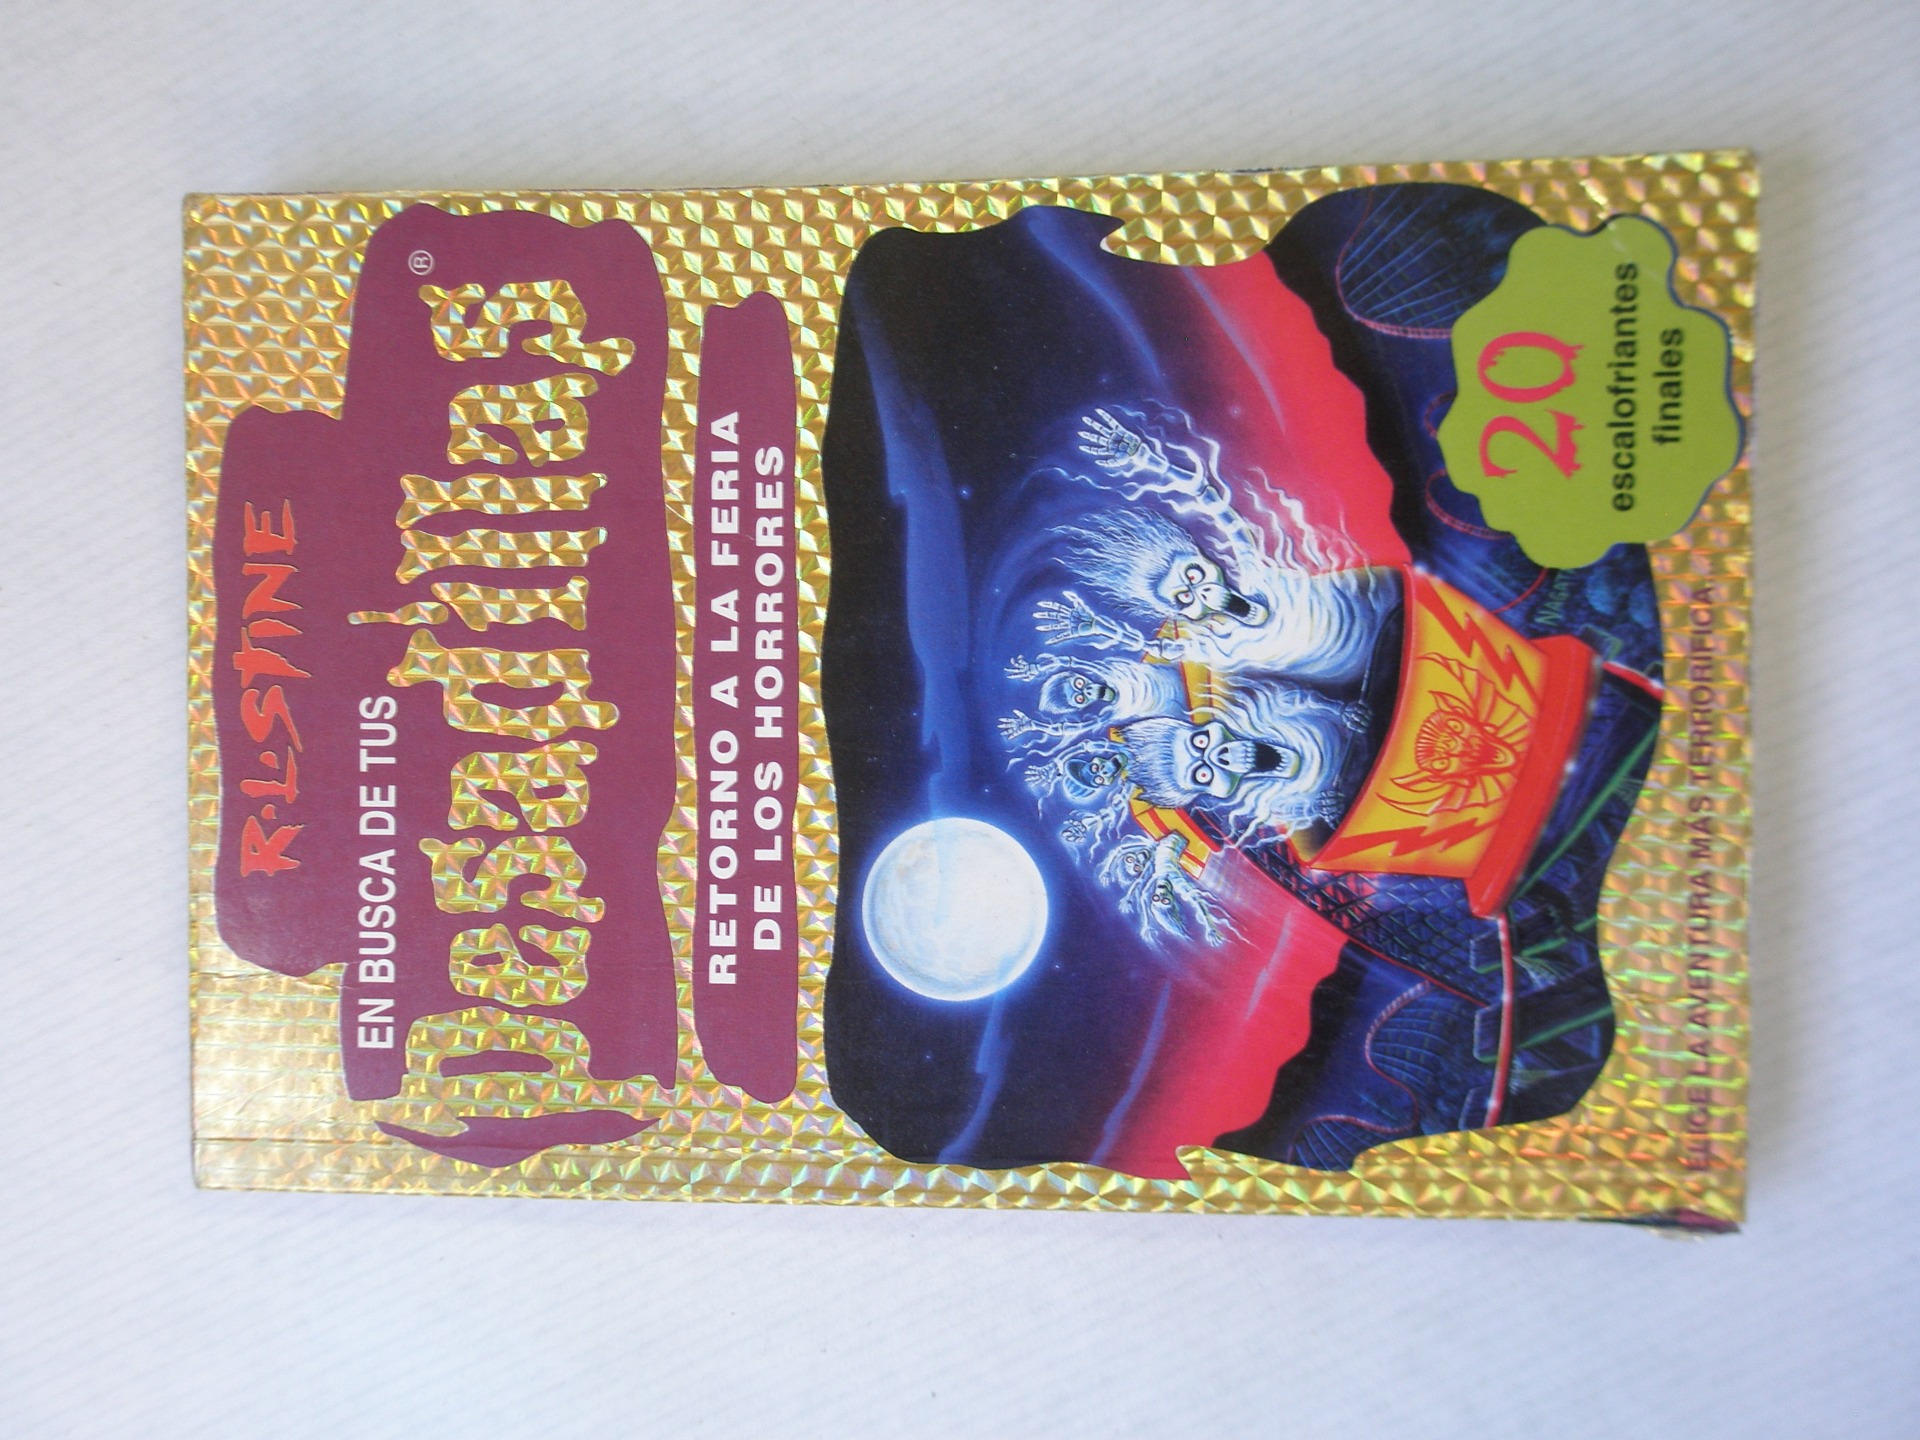 R·L·STINE
EN BUSCA DE TUS
Pesadillas®
RETORNO A LA FERIA
DE LOS HORRORES
20
escalofriantes
finales
ELIGE LA AVENTURA MÁS TERRORÍFICA